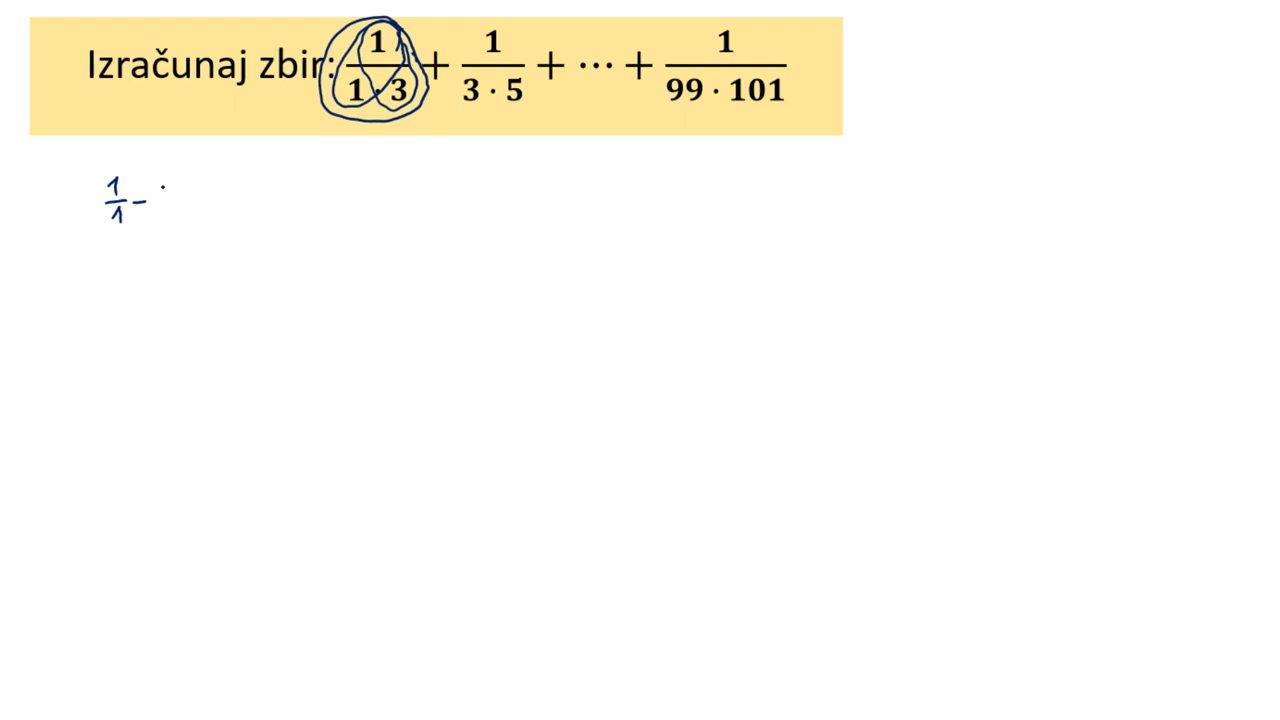 Izračunaj zbir: 1/(1 · 3) + 1/(3 · 5) + ⋯ + 1/(99 · 101)
1/1 −